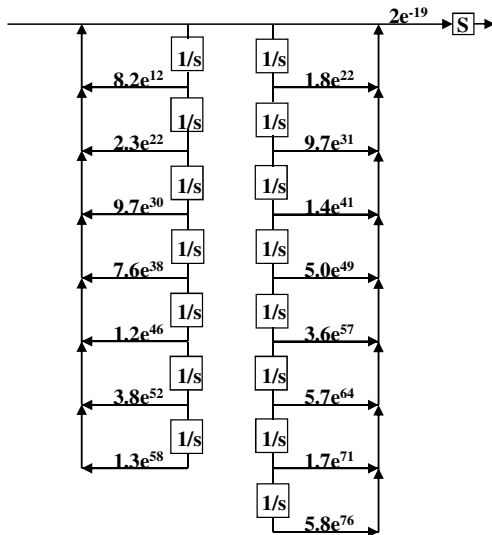 2e⁻¹⁹ S
1/s 1/s
8.2e¹² 1.8e²²
1/s 1/s
2.3e²² 9.7e³¹
1/s 1/s
9.7e³⁰ 1.4e⁴¹
1/s 1/s
7.6e³⁸ 5.0e⁴⁹
1/s 1/s
1.2e⁴⁶ 3.6e⁵⁷
1/s 1/s
3.8e⁵² 5.7e⁶⁴
1/s 1/s
1.3e⁵⁸ 1.7e⁷¹
1/s
5.8e⁷⁶